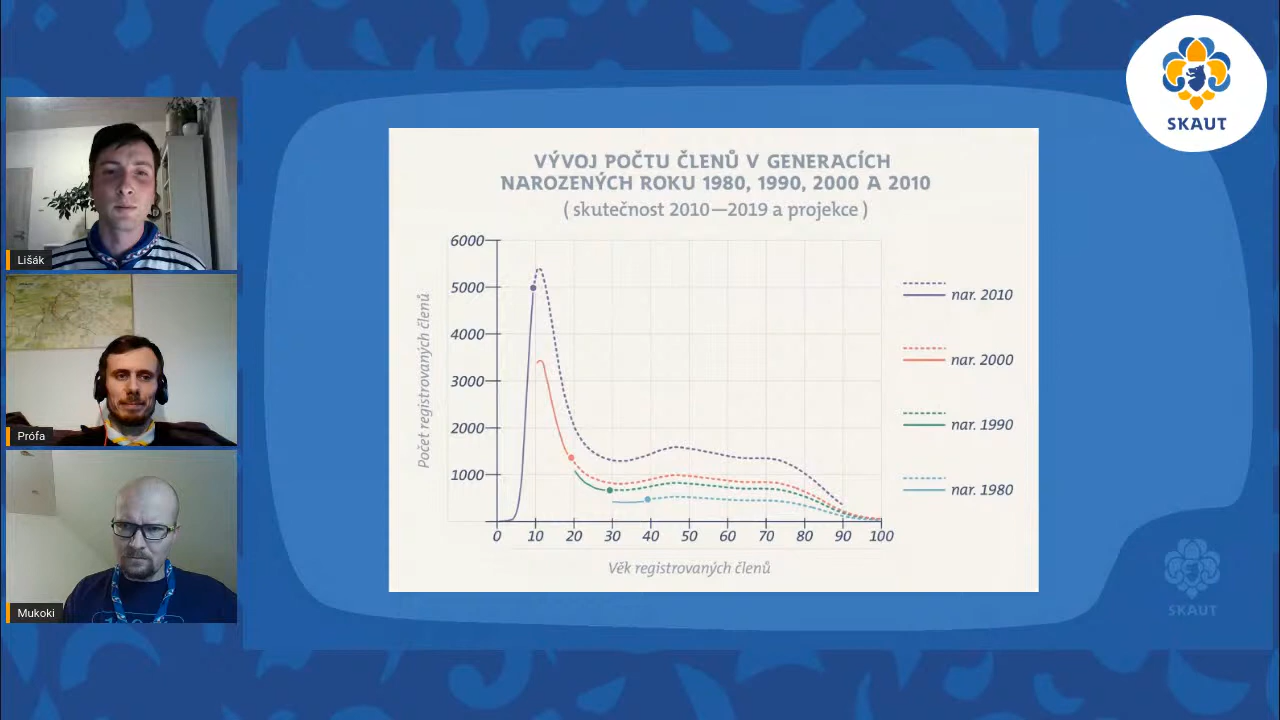 SKAUT
Lišák
Prófa
Mukoki
VÝVOJ POČTU ČLENŮ V GENERACÍCH
NAROZENÝCH ROKU 1980, 1990, 2000 A 2010
( skutečnost 2010—2019 a projekce )
Počet registrovaných členů
6000
5000
4000
3000
2000
1000
0 10 20 30 40 50 60 70 80 90 100
Věk registrovaných členů
nar. 2010
nar. 2000
nar. 1990
nar. 1980
SKAUT